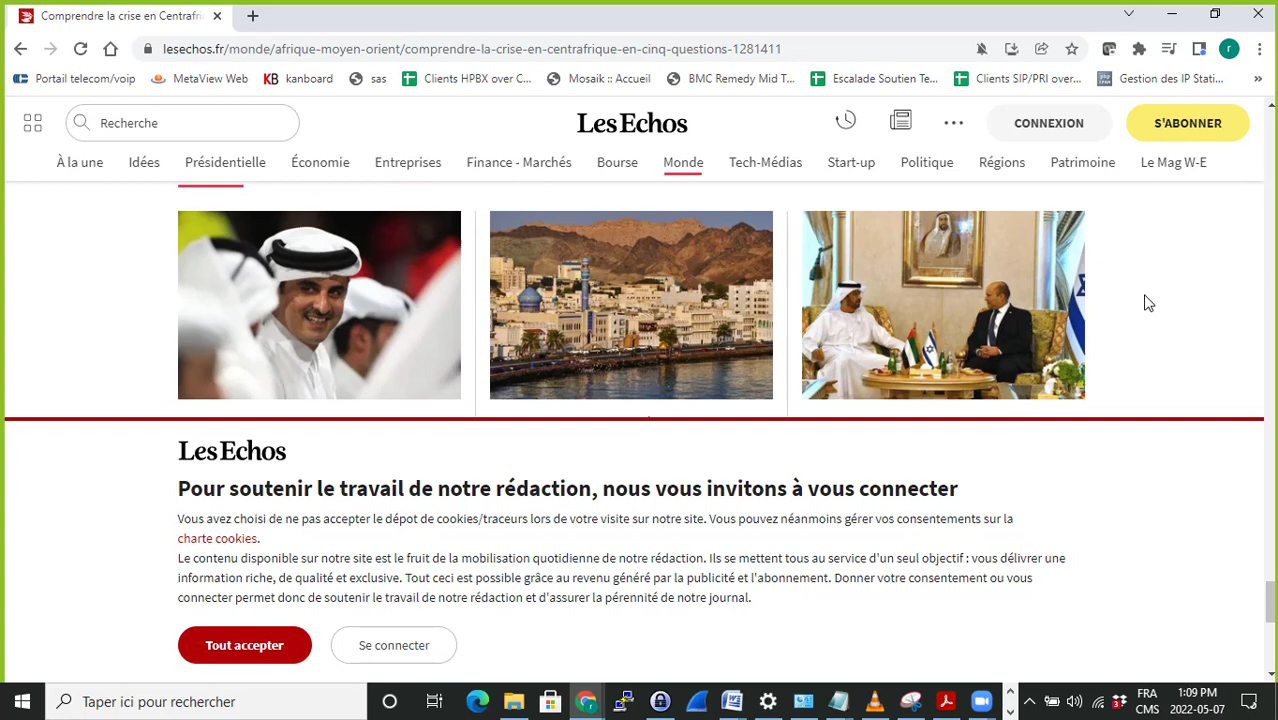 Comprendre la crise en Centrafri
lesechos.fr/monde/afrique-moyen-orient/comprendre-la-crise-en-centrafrique-en-cinq-questions-1281411
r
Portail telecom/voip
MetaView Web
KB kanboard
sas
Clients HPBX over C...
Mosaik :: Accueil
BMC Remedy Mid T...
Escalade Soutien Te...
Clients SIP/PRI over...
Gestion des IP Stati...
»
Recherche
Les Echos
CONNEXION
S'ABONNER
À la une
Idées
Présidentielle
Économie
Entreprises
Finance - Marchés
Bourse
Monde
Tech-Médias
Start-up
Politique
Régions
Patrimoine
Le Mag W-E
Les Echos
Pour soutenir le travail de notre rédaction, nous vous invitons à vous connecter
Vous avez choisi de ne pas accepter le dépot de cookies/traceurs lors de votre visite sur notre site. Vous pouvez néanmoins gérer vos consentements sur la
charte cookies.
Le contenu disponible sur notre site est le fruit de la mobilisation quotidienne de notre rédaction. Ils se mettent tous au service d'un seul objectif : vous délivrer une
information riche, de qualité et exclusive. Tout ceci est possible grâce au revenu généré par la publicité et l'abonnement. Donner votre consentement ou vous
connecter permet donc de soutenir le travail de notre rédaction et d'assurer la pérennité de notre journal.
Tout accepter
Se connecter
Taper ici pour rechercher
FRA
CMS
1:09 PM
2022-05-07